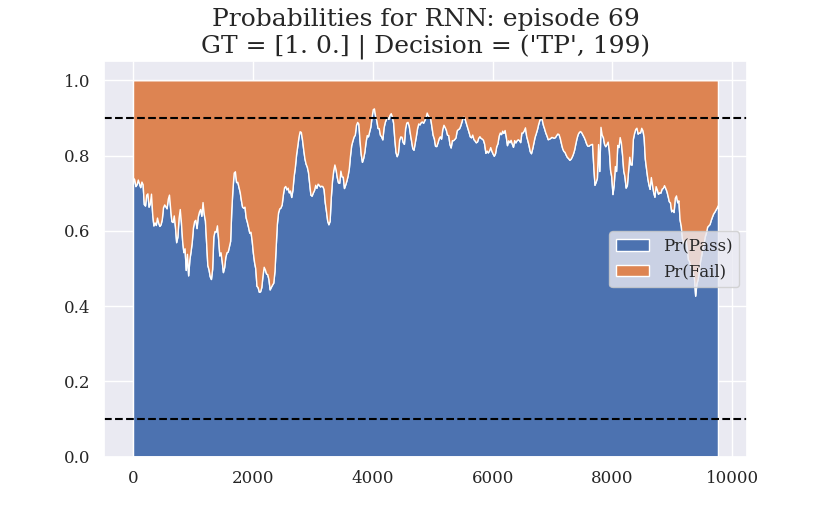 Probabilities for RNN: episode 69
GT = [1. 0.] | Decision = ('TP', 199)
1.0
0.8
0.6
0.4
0.2
0.0
Pr(Pass)
Pr(Fail)
0 2000 4000 6000 8000 10000